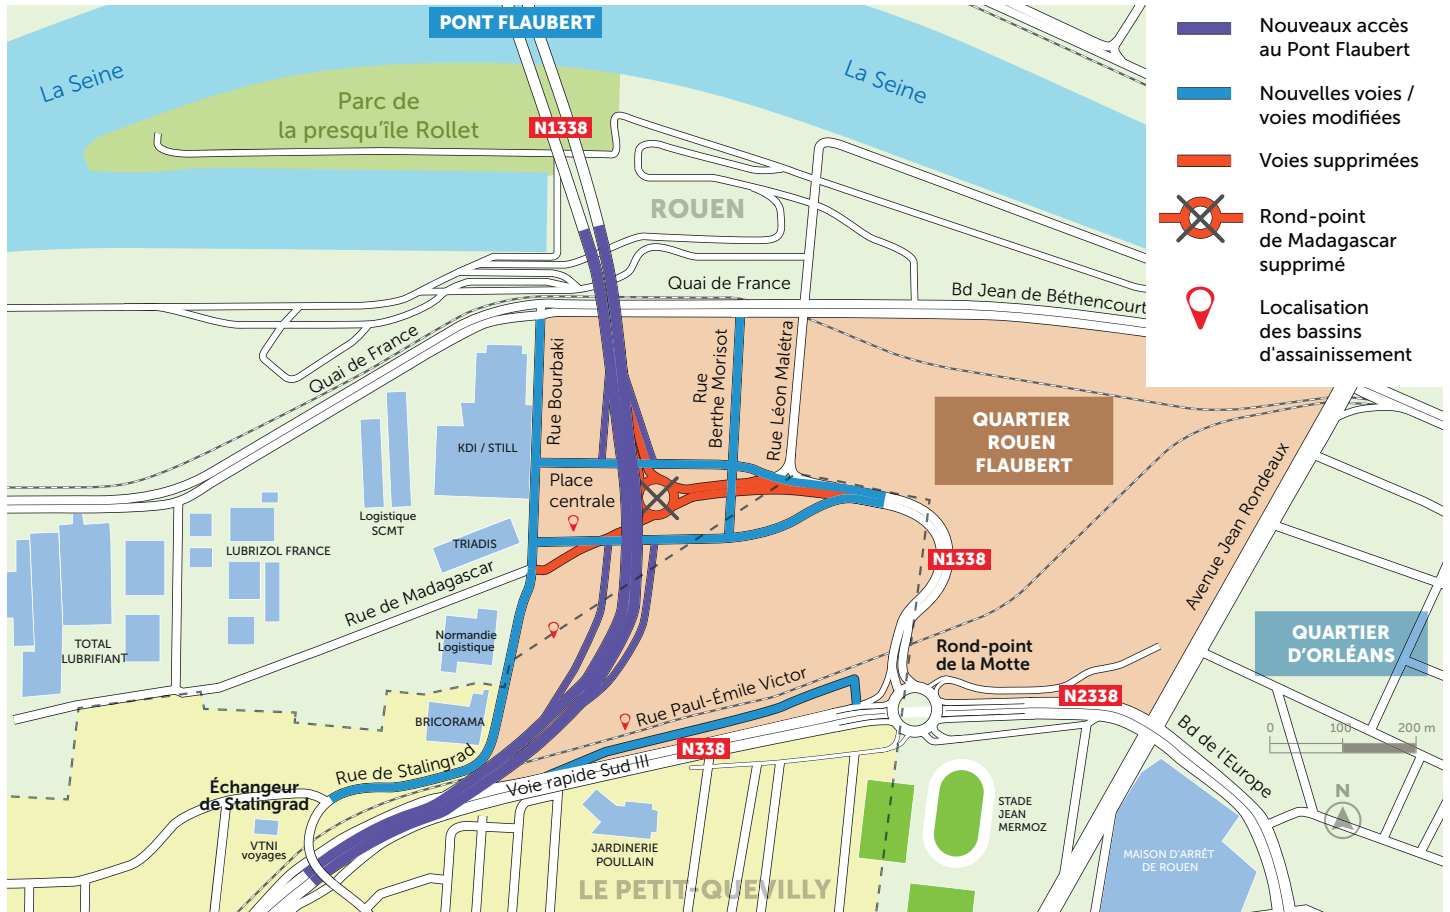 PONT FLAUBERT
La Seine
La Seine
Parc de
la presqu'île Rollet
N1338
ROUEN
Quai de France
Bd Jean de Béthencourt
Quai de France
Rue Bourbaki
Rue
Berthe Morisot
Rue Léon Malétra
KDI / STILL
QUARTIER
ROUEN
FLAUBERT
Place
centrale
Logistique
SCMT
TRIADIS
LUBRIZOL FRANCE
Rue de Madagascar
N1338
Avenue Jean Rondeaux
TOTAL
LUBRIFIANT
Normandie
Logistique
QUARTIER
D'ORLÉANS
Rond-point
de la Motte
N2338
BRICORAMA
Rue Paul-Émile Victor
N338
Rue de Stalingrad
Voie rapide Sud III
Échangeur
de Stalingrad
VTNI
voyages
JARDINERIE
POULLAIN
LE PETIT-QUEVILLY
STADE
JEAN
MERMOZ
MAISON D'ARRÊT
DE ROUEN
Bd de l'Europe
0 100 200 m
N
Nouveaux accès
au Pont Flaubert
Nouvelles voies /
voies modifiées
Voies supprimées
Rond-point
de Madagascar
supprimé
Localisation
des bassins
d'assainissement